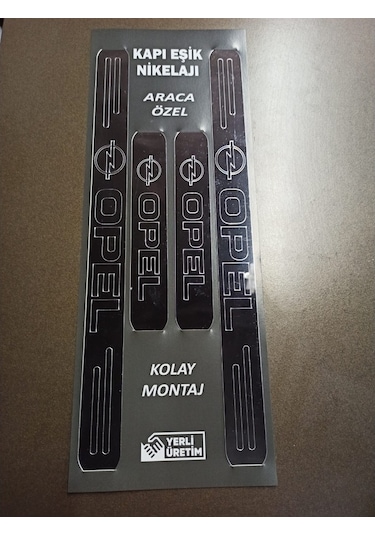 KAPI EŞİK
NİKELAJI
ARACA
ÖZEL
OPEL
OPEL
OPEL
OPEL
KOLAY
MONTAJ
YERLİ
ÜRETİM